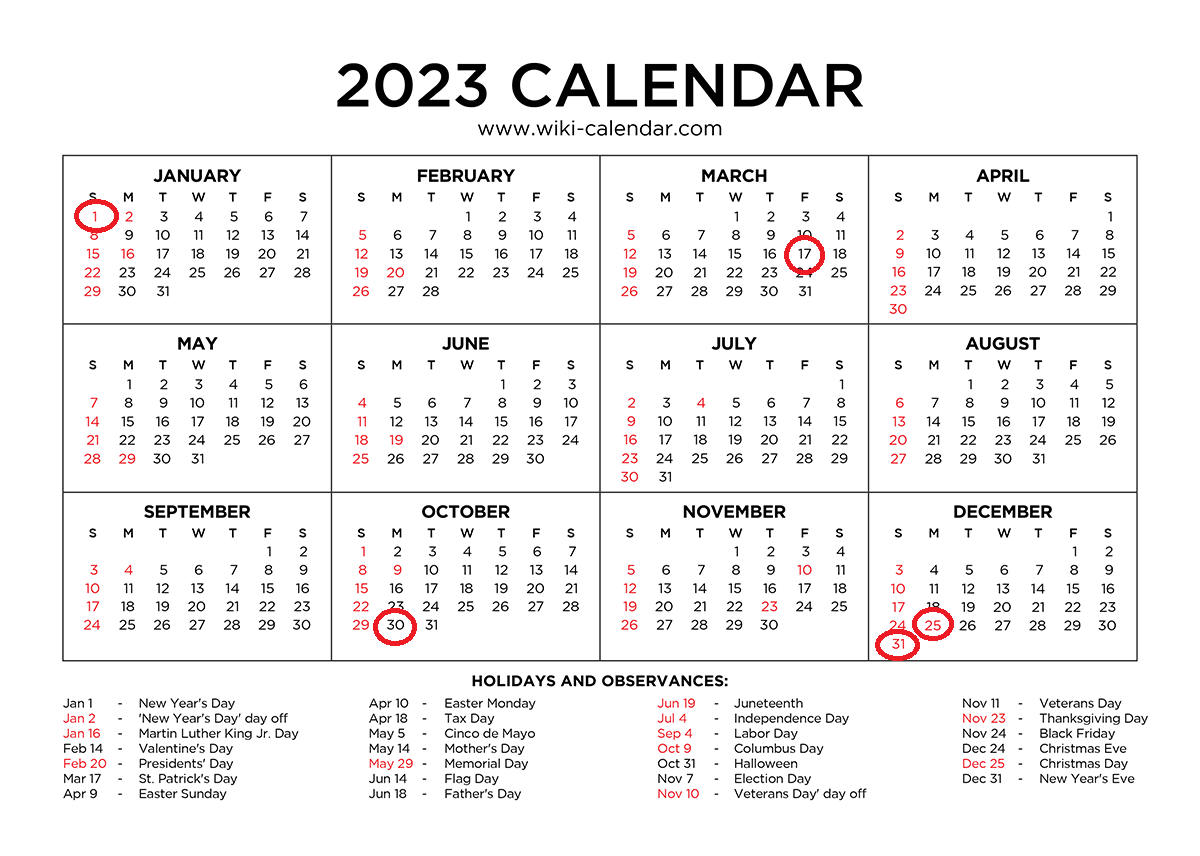 2023 CALENDAR
www.wiki-calendar.com
JANUARY
S M T W T F S
1 2 3 4 5 6 7
8 9 10 11 12 13 14
15 16 17 18 19 20 21
22 23 24 25 26 27 28
29 30 31
FEBRUARY
S M T W T F S
1 2 3 4
5 6 7 8 9 10 11
12 13 14 15 16 17 18
19 20 21 22 23 24 25
26 27 28
MARCH
S M T W T F S
1 2 3 4
5 6 7 8 9 10 11
12 13 14 15 16 17 18
19 20 21 22 23 24 25
26 27 28 29 30 31
APRIL
S M T W T F S
1
2 3 4 5 6 7 8
9 10 11 12 13 14 15
16 17 18 19 20 21 22
23 24 25 26 27 28 29
30
MAY
S M T W T F S
1 2 3 4 5 6
7 8 9 10 11 12 13
14 15 16 17 18 19 20
21 22 23 24 25 26 27
28 29 30 31
JUNE
S M T W T F S
1 2 3
4 5 6 7 8 9 10
11 12 13 14 15 16 17
18 19 20 21 22 23 24
25 26 27 28 29 30
JULY
S M T W T F S
1
2 3 4 5 6 7 8
9 10 11 12 13 14 15
16 17 18 19 20 21 22
23 24 25 26 27 28 29
30 31
AUGUST
S M T W T F S
1 2 3 4 5
6 7 8 9 10 11 12
13 14 15 16 17 18 19
20 21 22 23 24 25 26
27 28 29 30 31
SEPTEMBER
S M T W T F S
1 2
3 4 5 6 7 8 9
10 11 12 13 14 15 16
17 18 19 20 21 22 23
24 25 26 27 28 29 30
OCTOBER
S M T W T F S
1 2 3 4 5 6 7
8 9 10 11 12 13 14
15 16 17 18 19 20 21
22 23 24 25 26 27 28
29 30 31
NOVEMBER
S M T W T F S
1 2 3 4
5 6 7 8 9 10 11
12 13 14 15 16 17 18
19 20 21 22 23 24 25
26 27 28 29 30
DECEMBER
S M T W T F S
1 2
3 4 5 6 7 8 9
10 11 12 13 14 15 16
17 18 19 20 21 22 23
24 25 26 27 28 29 30
31
HOLIDAYS AND OBSERVANCES:
Jan 1 - New Year's Day
Jan 2 - 'New Year's Day' day off
Jan 16 - Martin Luther King Jr. Day
Feb 14 - Valentine's Day
Feb 20 - Presidents' Day
Mar 17 - St. Patrick's Day
Apr 9 - Easter Sunday
Apr 10 - Easter Monday
Apr 18 - Tax Day
May 5 - Cinco de Mayo
May 14 - Mother's Day
May 29 - Memorial Day
Jun 14 - Flag Day
Jun 18 - Father's Day
Jun 19 - Juneteenth
Jul 4 - Independence Day
Sep 4 - Labor Day
Oct 9 - Columbus Day
Oct 31 - Halloween
Nov 7 - Election Day
Nov 10 - Veterans Day' day off
Nov 11 - Veterans Day
Nov 23 - Thanksgiving Day
Nov 24 - Black Friday
Dec 24 - Christmas Eve
Dec 25 - Christmas Day
Dec 31 - New Year's Eve